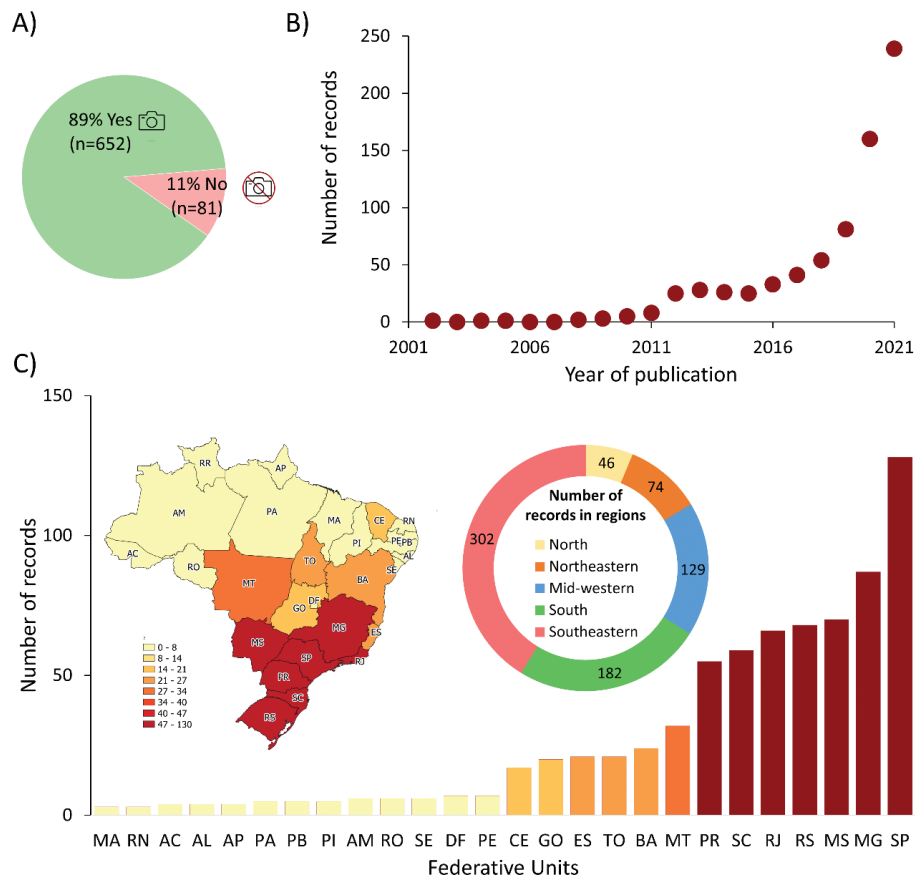 A)
89% Yes
(n=652)
11% No
(n=81)
B)
Number of records
250
200
150
100
50
0
2001
2006
2011
2016
2021
Year of publication
C)
Number of records
150
100
50
0
RR
AP
AM
PA
MA
CE
RN
PI
PE
PB
AL
AC
RO
TO
SE
MT
BA
GO
DF
MG
ES
MS
SP
RJ
PR
SC
RS
0 - 8
8 - 14
14 - 21
21 - 27
27 - 34
34 - 40
40 - 47
47 - 130
46
74
129
182
302
Number of
records in regions
North
Northeastern
Mid-western
South
Southeastern
MA RN AC AL AP PA PB PI AM RO SE DF PE CE GO ES TO BA MT PR SC RJ RS MS MG SP
Federative Units